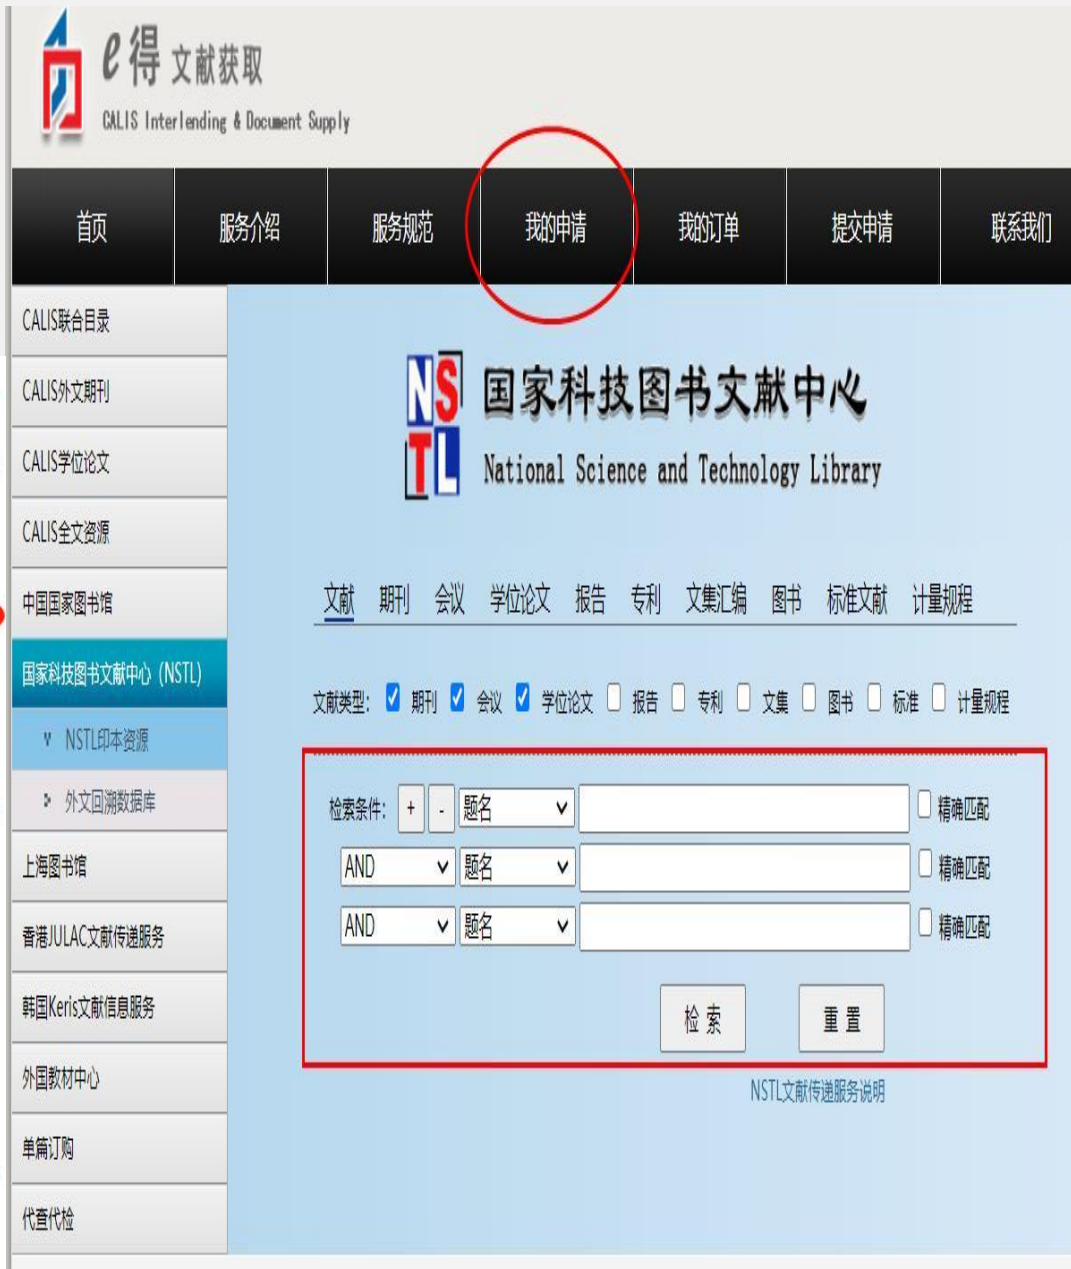 e得 文献获取
CALIS Interlending & Document Supply
首页 服务介绍 服务规范 我的申请 我的订单 提交申请 联系我们
CALIS联合目录
CALIS外文期刊
CALIS学位论文
CALIS全文资源
中国国家图书馆
国家科技图书文献中心（NSTL）
NSTL印本资源
外文回溯数据库
上海图书馆
香港JULAC文献传递服务
韩国Keris文献信息服务
外国教材中心
单篇订购
代查代检
NSTL
国家科技图书文献中心
National Science and Technology Library
文献 期刊 会议 学位论文 报告 专利 文集汇编 图书 标准文献 计量规程
文献类型: 期刊 会议 学位论文 报告 专利 文集 图书 标准 计量规程
检索条件: + - 题名 精确匹配
AND 题名 精确匹配
AND 题名 精确匹配
检 索 重 置
NSTL文献传递服务说明